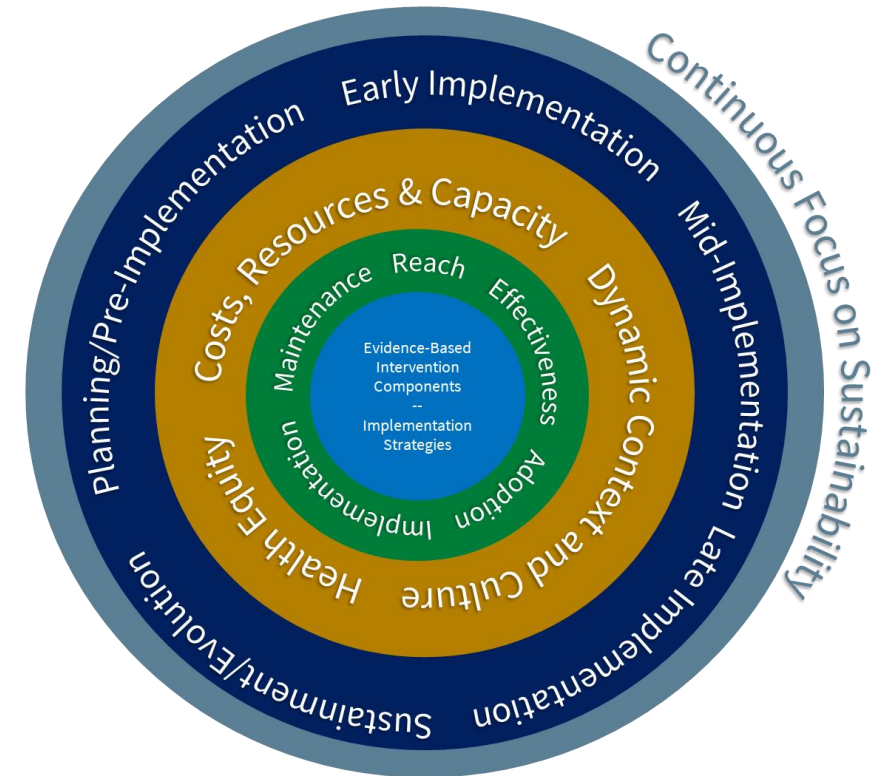 Continuous Focus on Sustainability
Planning/Pre-Implementation
Early Implementation
Mid-Implementation
Late Implementation
Sustainment/Evolution
Costs, Resources & Capacity
Dynamic Context and Culture
Health Equity
Reach
Effectiveness
Adoption
Implementation
Maintenance
Evidence-Based
Intervention
Components
--
Implementation
Strategies